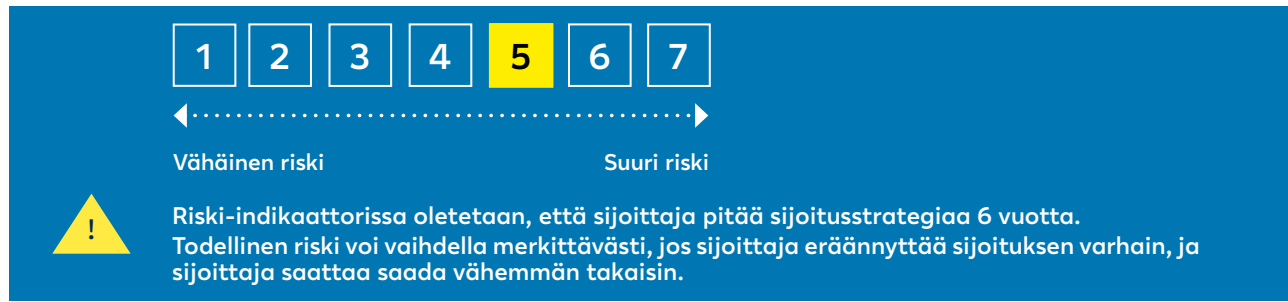 1 2 3 4 5 6 7
Vähäinen riski Suuri riski
! Riski-indikaattorissa oletetaan, että sijoittaja pitää sijoitusstrategiaa 6 vuotta.
Todellinen riski voi vaihdella merkittävästi, jos sijoittaja eräännyttää sijoituksen varhain, ja
sijoittaja saattaa saada vähemmän takaisin.